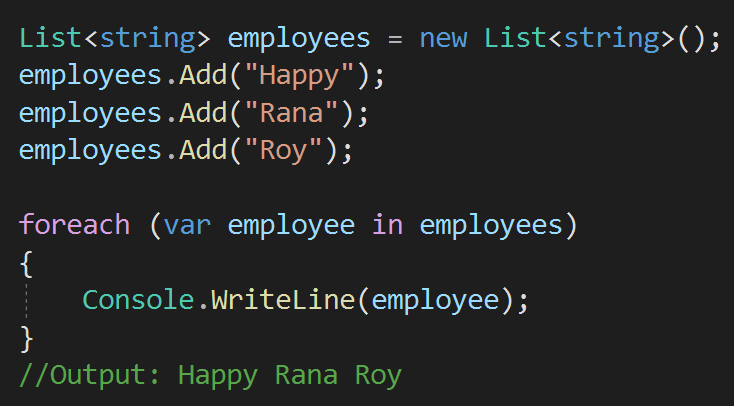 List<string> employees = new List<string>();
employees.Add("Happy");
employees.Add("Rana");
employees.Add("Roy");
foreach (var employee in employees)
{
    Console.WriteLine(employee);
}
//Output: Happy Rana Roy